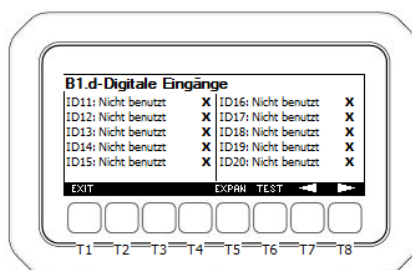 B1.d-Digitale Eingänge
ID11: Nicht benutzt X ID16: Nicht benutzt X
ID12: Nicht benutzt X ID17: Nicht benutzt X
ID13: Nicht benutzt X ID18: Nicht benutzt X
ID14: Nicht benutzt X ID19: Nicht benutzt X
ID15: Nicht benutzt X ID20: Nicht benutzt X
EXIT EXPAN TEST
T1 T2 T3 T4 T5 T6 T7 T8